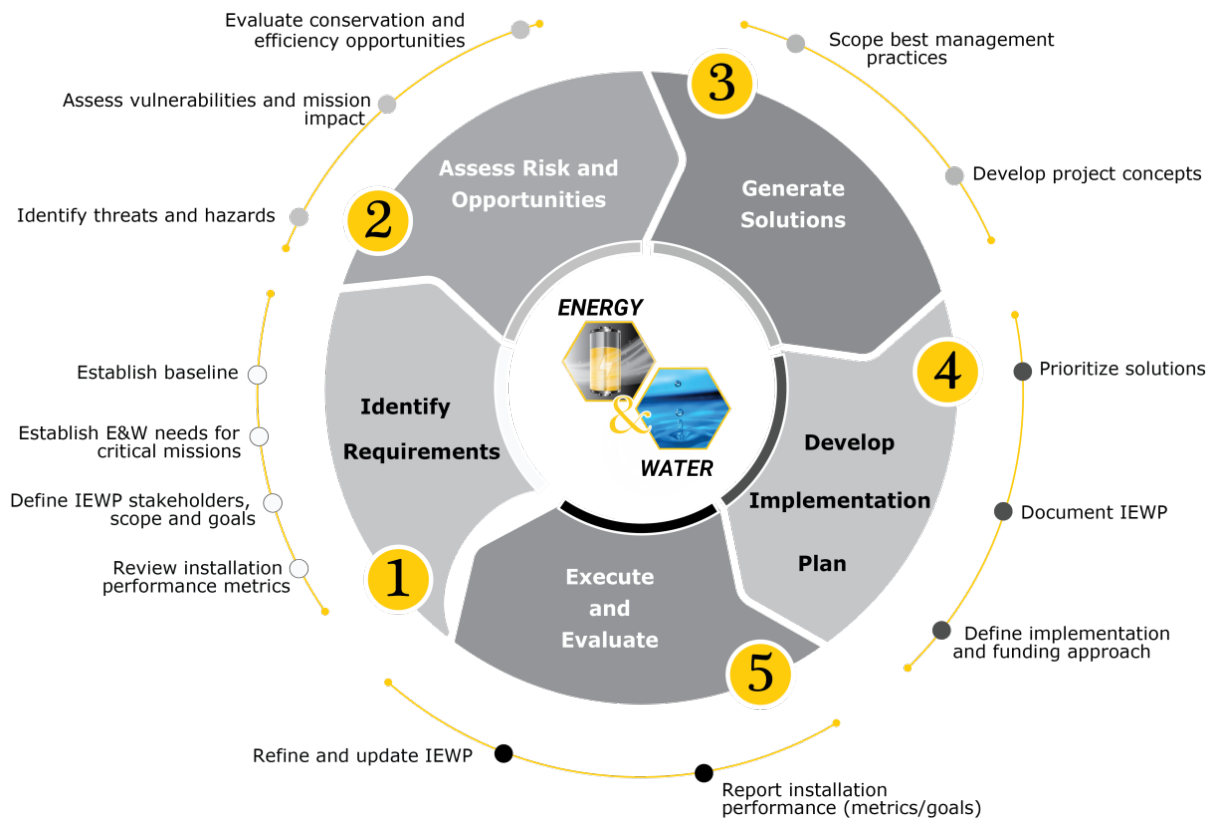 Evaluate conservation and
efficiency opportunities
Assess vulnerabilities and mission
impact
Identify threats and hazards
2
Assess Risk and
Opportunities
3
Scope best management
practices
Develop project concepts
Generate
Solutions
ENERGY
&
WATER
Establish baseline
Establish E&W needs for
critical missions
Define IEWP stakeholders,
scope and goals
Review installation
performance metrics
Identify
Requirements
1
4
Prioritize solutions
Document IEWP
Define implementation
and funding approach
Develop
Implementation
Plan
Execute
and
Evaluate
5
Refine and update IEWP
Report installation
performance (metrics/goals)